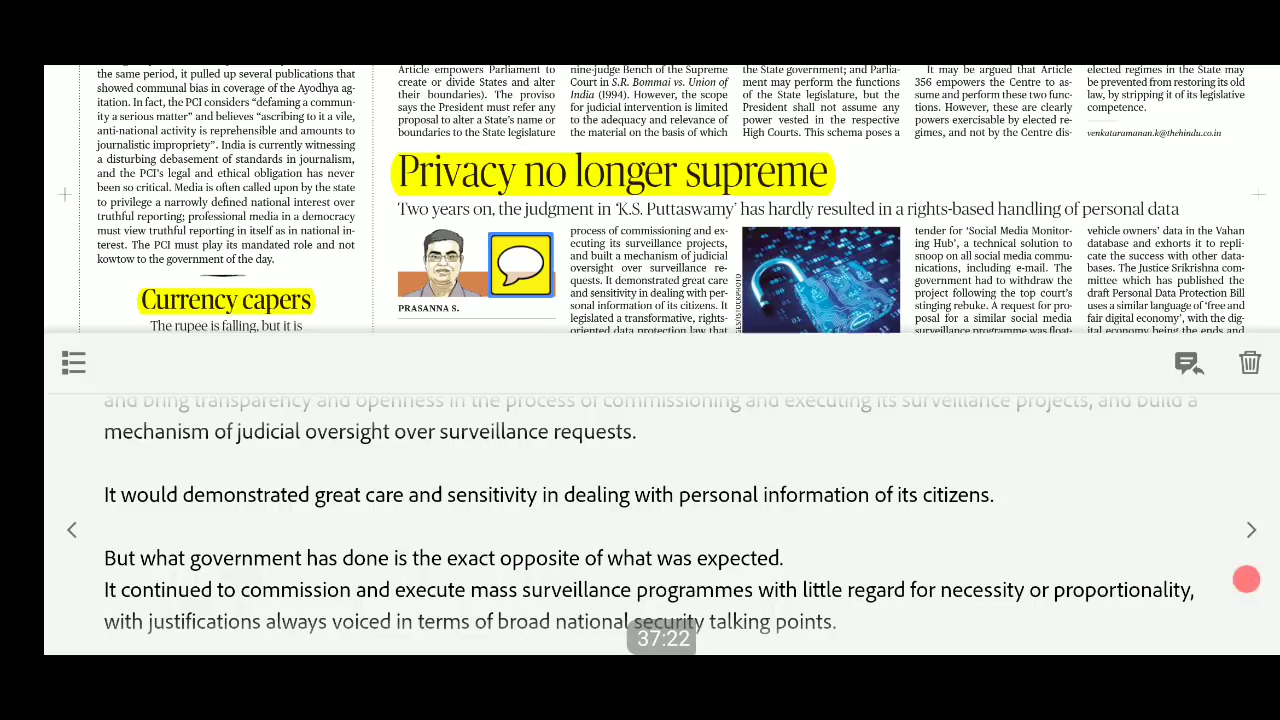 the same period, it pulled up several publications that
showed communal bias in coverage of the Ayodhya ag-
itation. In fact, the PCI considers “defaming a commun-
ity a serious matter” and believes “ascribing to it a vile,
anti-national activity is reprehensible and amounts to
journalistic impropriety”. India is currently witnessing
a disturbing debasement of standards in journalism,
and the PCI’s legal and ethical obligation has never
been so critical. Media is often called upon by the state
to privilege a narrowly defined national interest over
truthful reporting; professional media in a democracy
must view truthful reporting in itself as in national in-
terest. The PCI must play its mandated role and not
kowtow to the government of the day.
Currency capers
The rupee is falling, but it is
Article empowers Parliament to
create or divide States and alter
their boundaries). The proviso
says the President must refer any
proposal to alter a State’s name or
boundaries to the State legislature
nine-judge Bench of the Supreme
Court in S.R. Bommai vs. Union of
India (1994). However, the scope
for judicial intervention is limited
to the adequacy and relevance of
the material on the basis of which
the State government; and Parlia-
ment may perform the functions
of the State legislature, but the
President shall not assume any
power vested in the respective
High Courts. This schema poses a
It may be argued that Article
356 empowers the Centre to as-
sume and perform these two func-
tions. However, these are clearly
powers exercisable by elected re-
gimes, and not by the Centre dis-
elected regimes in the State may
be prevented from restoring its old
law, by stripping it of its legislative
competence.
venkataramanan.k@thehindu.co.in
Privacy no longer supreme
Two years on, the judgment in ‘K.S. Puttaswamy’ has hardly resulted in a rights-based handling of personal data
PRASANNA S.
process of commissioning and ex-
ecuting its surveillance projects,
and built a mechanism of judicial
oversight over surveillance re-
quests. It demonstrated great care
and sensitivity in dealing with per-
sonal information of its citizens. It
legislated a transformative, rights-
oriented data protection law that
/ISTOCKPHOTO
tender for ‘Social Media Monitor-
ing Hub’, a technical solution to
snoop on all social media commu-
nications, including e-mail. The
government had to withdraw the
project following the top court’s
stinging rebuke. A request for pro-
posal for a similar social media
surveillance programme was float-
vehicle owners’ data in the Vahan
database and exhorts it to repli-
cate the success with other data-
bases. The Justice Srikrishna com-
mittee which has published the
draft Personal Data Protection Bill
uses a similar language of ‘free and
fair digital economy’, with the dig-
ital economy being the ends and
and bring transparency and openness in the process of commissioning and executing its surveillance projects, and build a
mechanism of judicial oversight over surveillance requests.
It would demonstrated great care and sensitivity in dealing with personal information of its citizens.
But what government has done is the exact opposite of what was expected.
It continued to commission and execute mass surveillance programmes with little regard for necessity or proportionality,
with justifications always voiced in terms of broad national security talking points.
37:22